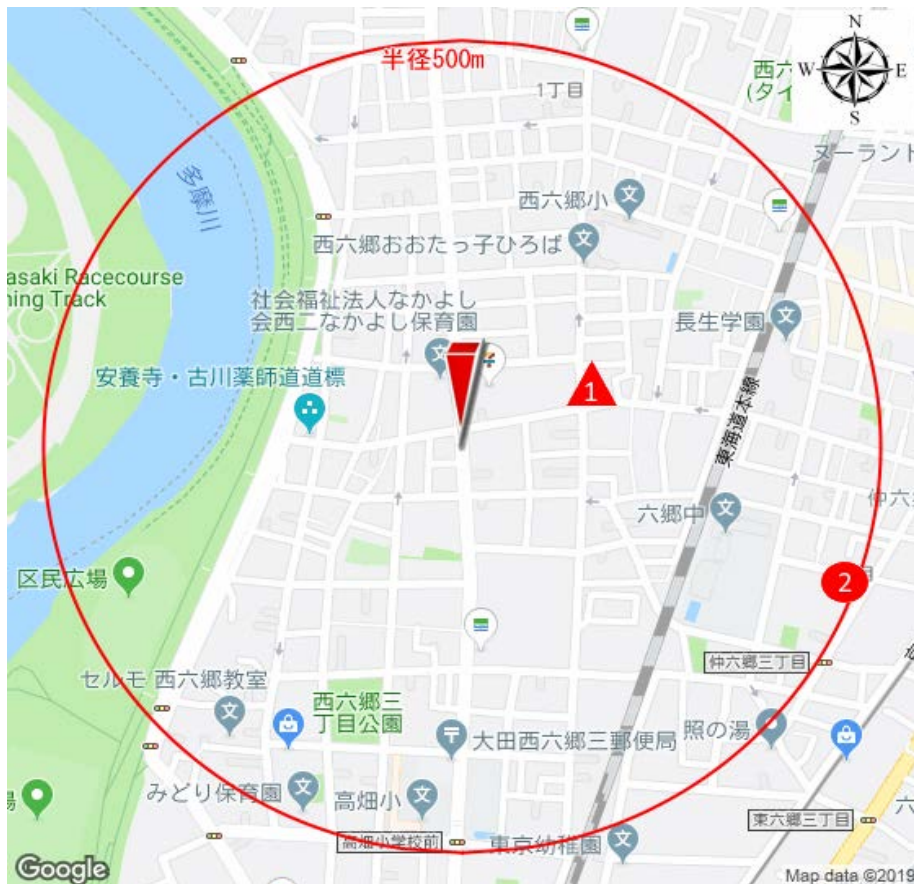 半径500m
N
W
E
S
1丁目
西六
(タイ
ヌーラント
多摩川
西六郷小
西六郷おおたっ子ひろば
asaki Racecourse
ning Track
社会福祉法人なかよし
会西二なかよし保育園
長生学園
安養寺・古川薬師道道標
1
東海道本線
六郷中
仲六
区民広場
2
目
仲六郷三丁目
セルモ 西六郷教室
西六郷三
丁目公園
大田西六郷三郵便局
照の湯
場
みどり保育園
高畑小
東六郷三丁目
六
高畑小学校前
東京幼稚園
Google
Map data ©2019